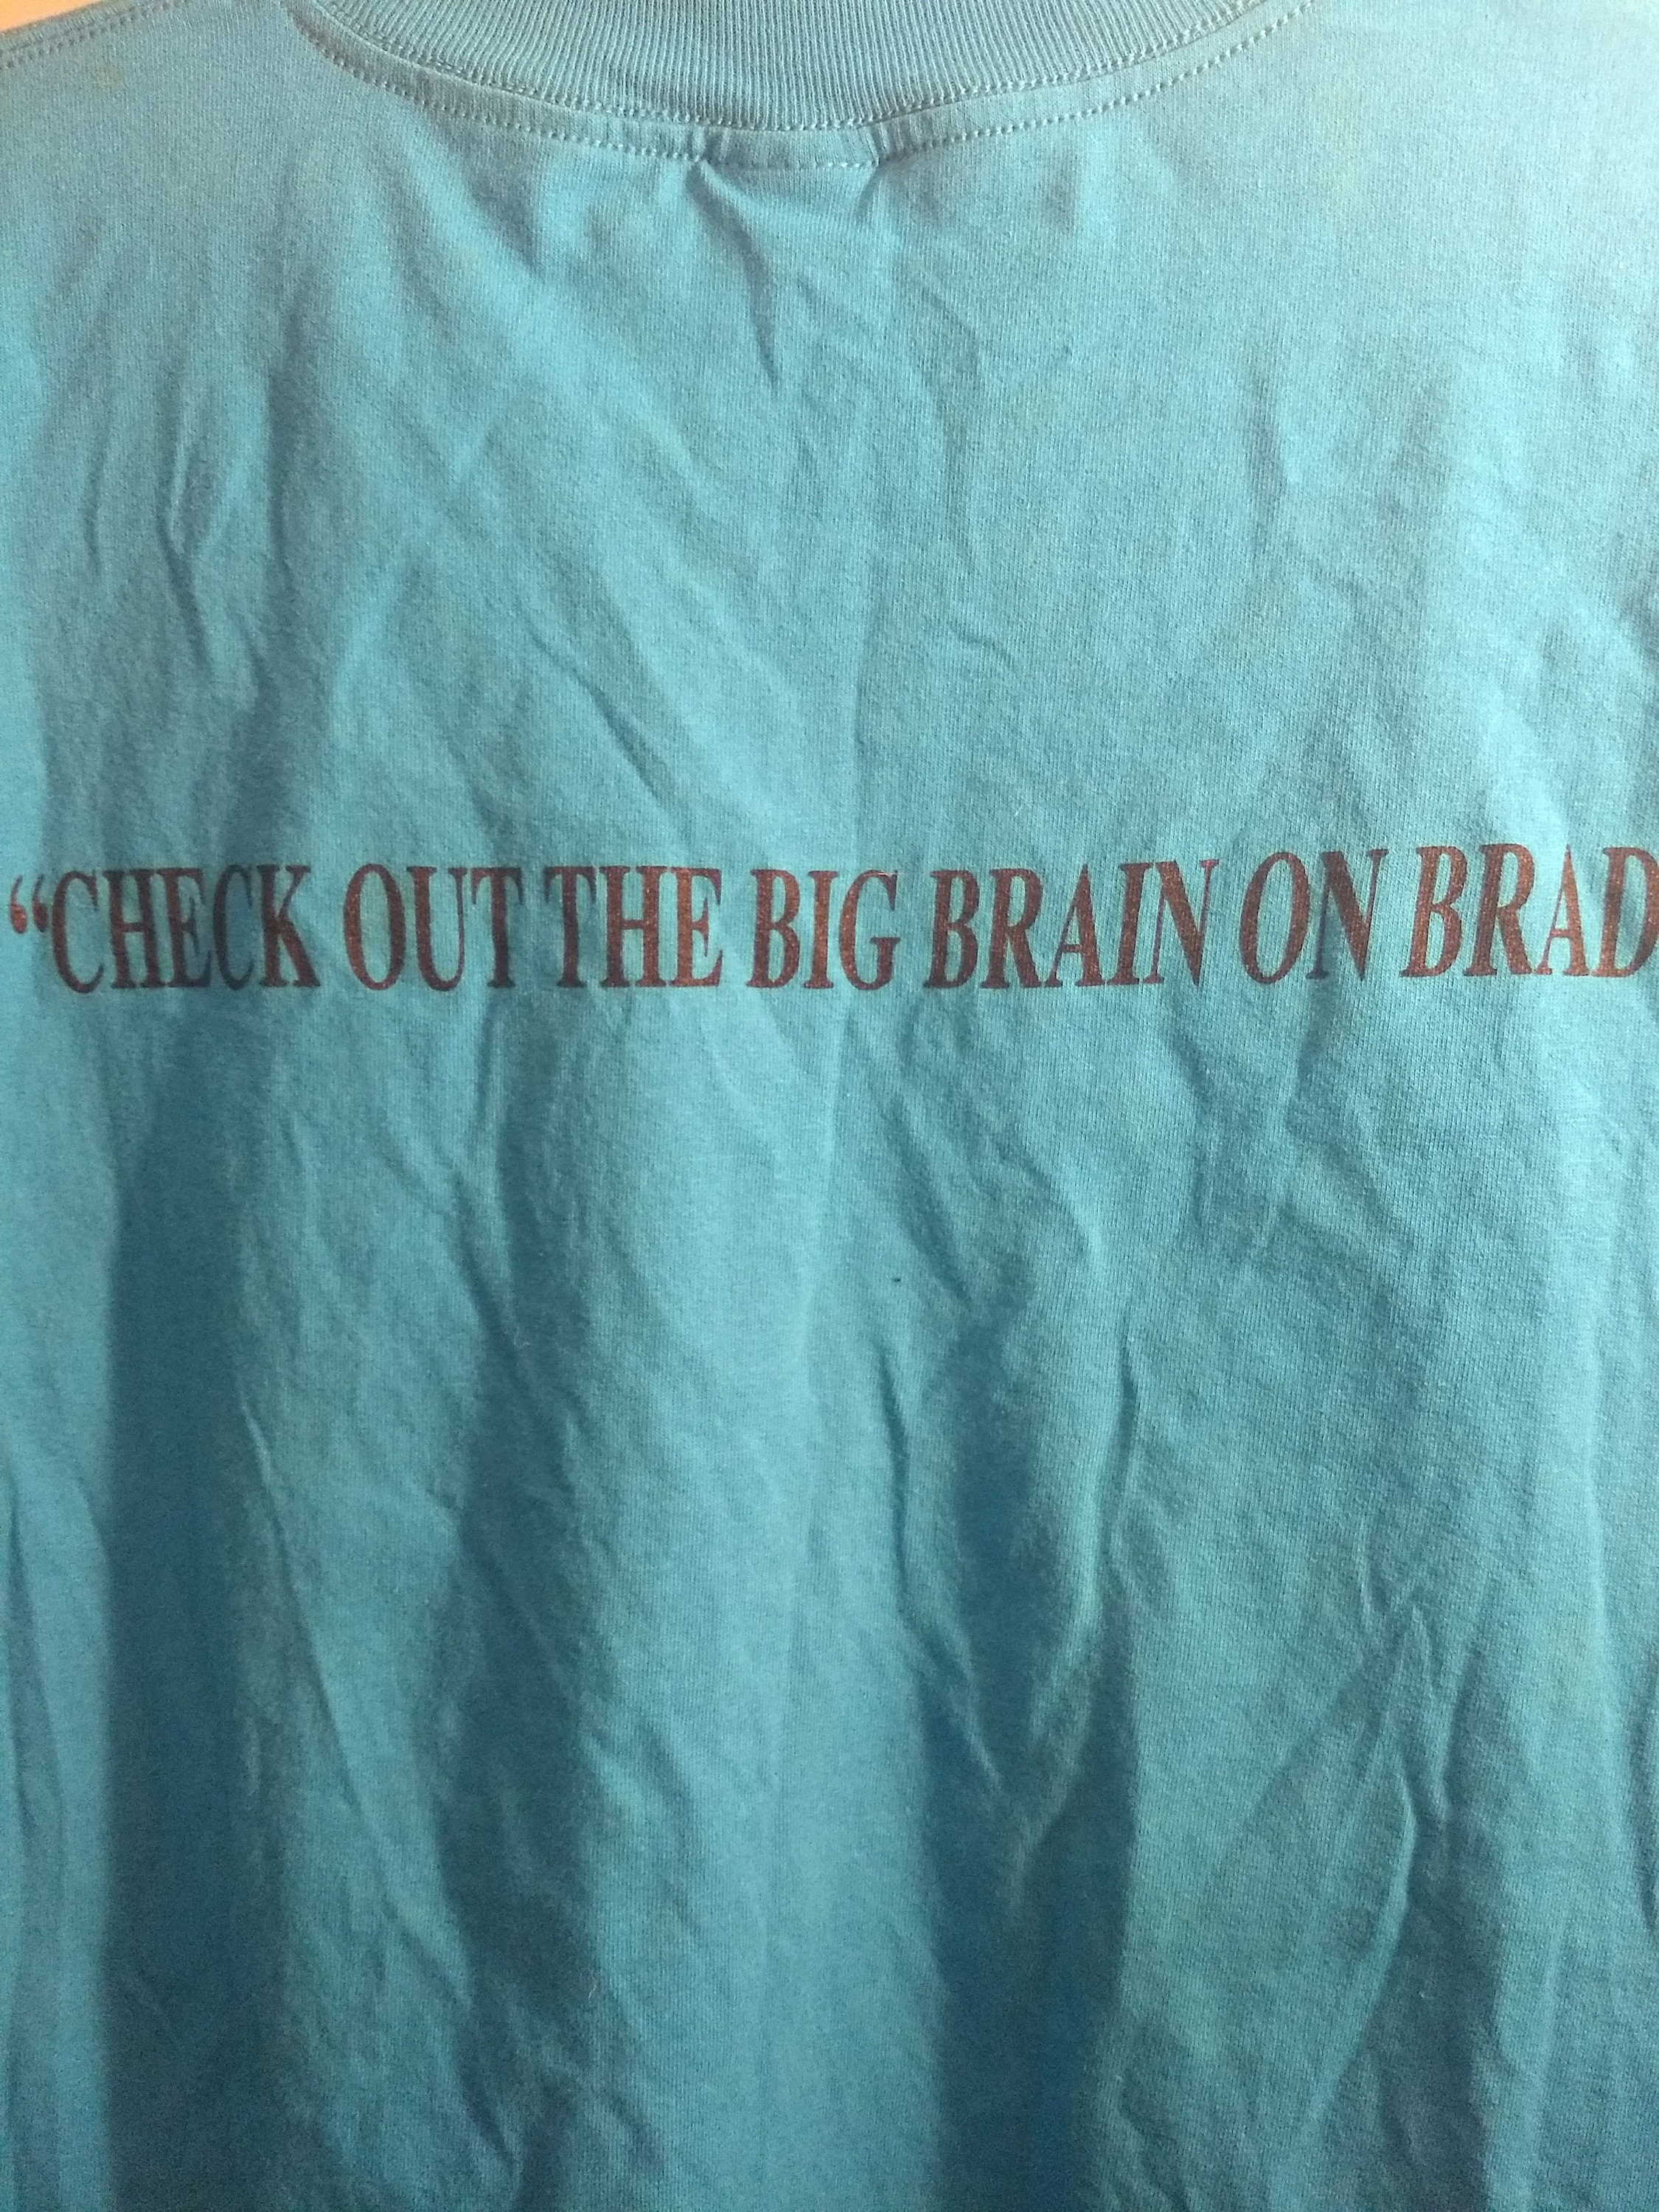 “CHECK OUT THE BIG BRAIN ON BRAD